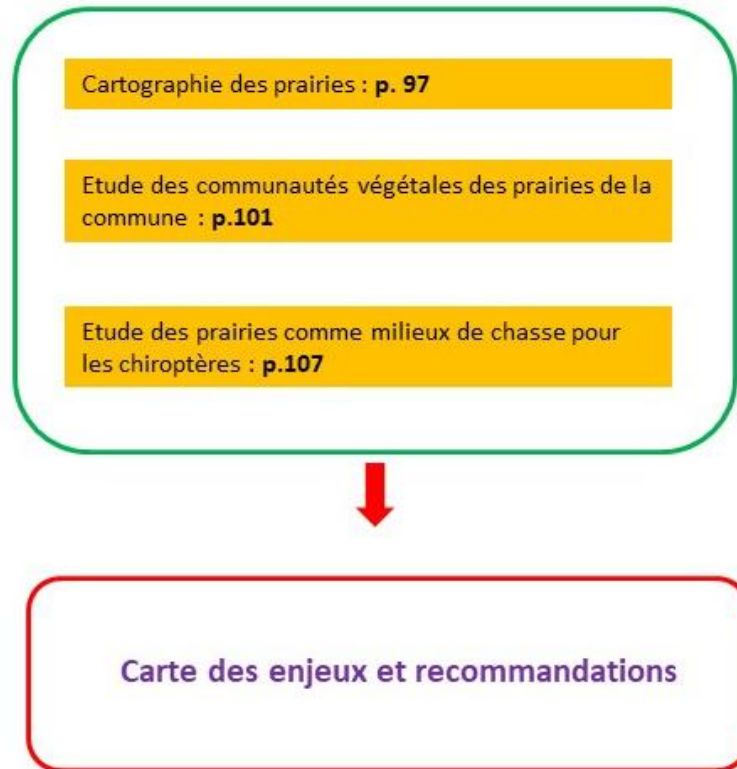 Cartographie des prairies : p. 97
Etude des communautés végétales des prairies de la
commune : p.101
Etude des prairies comme milieux de chasse pour
les chiroptères : p.107
Carte des enjeux et recommandations